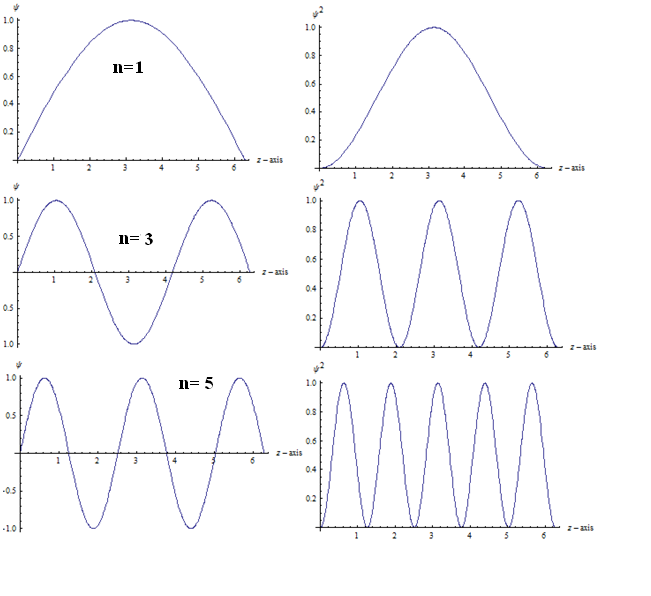 ψ ψ²
1.0 1.0
0.8 0.8
n=1
0.6 0.6
0.4 0.4
0.2 0.2
1 2 3 4 5 6 z – axis 1 2 3 4 5 6 z – axis
ψ ψ²
1.0 1.0
0.8
0.5 n= 3
0.6
1 2 3 4 5 6 z – axis
0.4
0.5 0.2
1.0 1 2 3 4 5 6 z – axis
ψ ψ²
1.0 n= 5 1.0
0.8
0.5
0.6
1 2 3 4 5 6 z – axis
0.4
-0.5
0.2
-1.0 1 2 3 4 5 6 z – axis